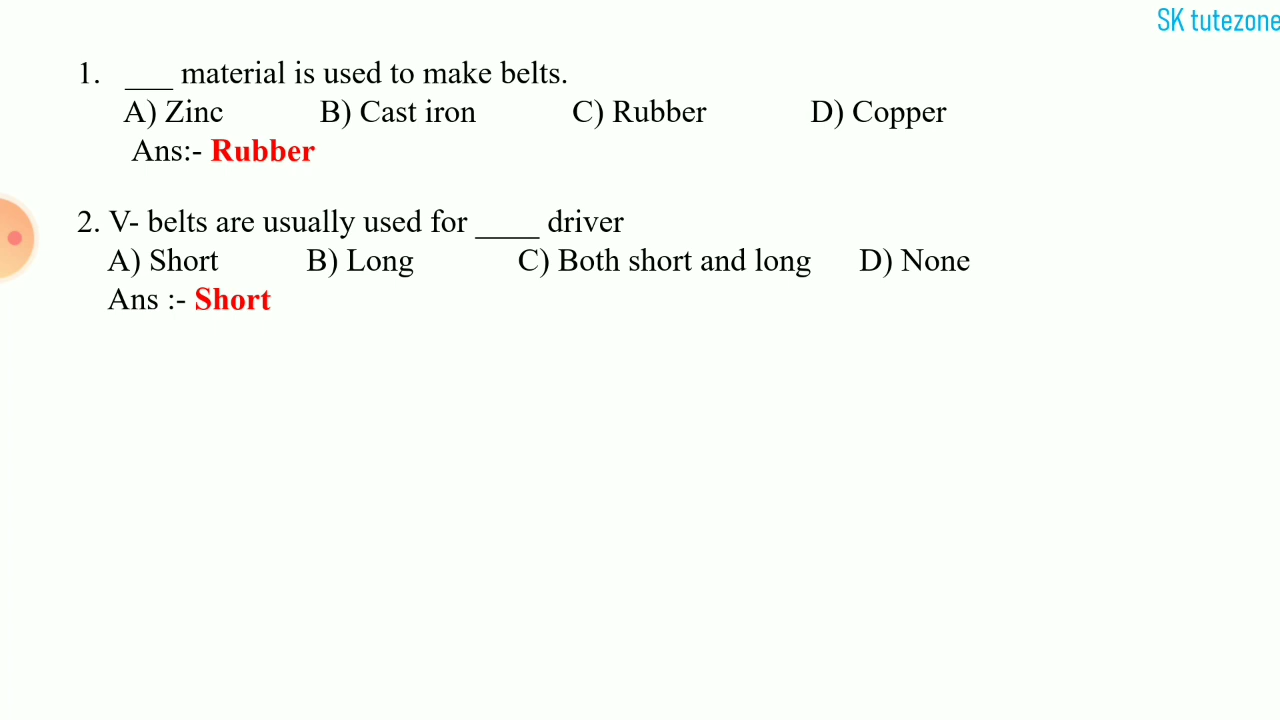 SK tutezone
1. ___ material is used to make belts.
A) Zinc B) Cast iron C) Rubber D) Copper
Ans:- Rubber
2. V- belts are usually used for ____ driver
A) Short B) Long C) Both short and long D) None
Ans :- Short